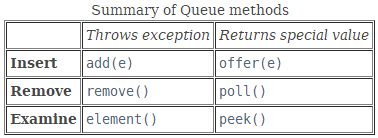 Summary of Queue methods
Throws exception Returns special value
Insert add(e) offer(e)
Remove remove() poll()
Examine element() peek()